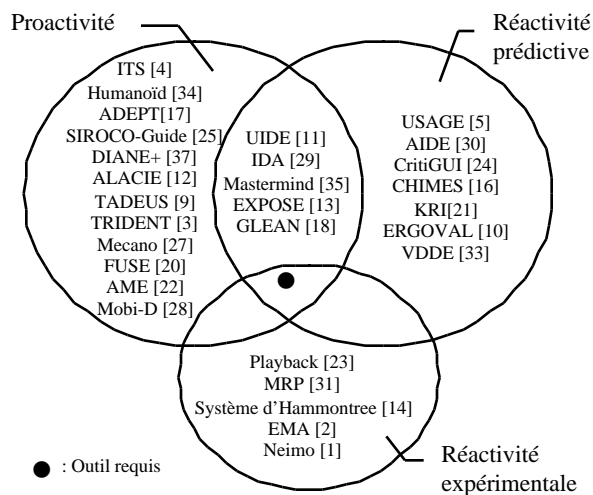 Proactivité
Réactivité
prédictive
ITS [4]
Humanoïd [34]
ADEPT[17]
SIROCO-Guide [25]
DIANE+ [37]
ALACIE [12]
TADEUS [9]
TRIDENT [3]
Mecano [27]
FUSE [20]
AME [22]
Mobi-D [28]
UIDE [11]
IDA [29]
Mastermind [35]
EXPOSE [13]
GLEAN [18]
USAGE [5]
AIDE [30]
CritiGUI [24]
CHIMES [16]
KRI[21]
ERGOVAL [10]
VDDE [33]
Playback [23]
MRP [31]
Système d'Hammontree [14]
EMA [2]
Neimo [1]
Réactivité
expérimentale
: Outil requis